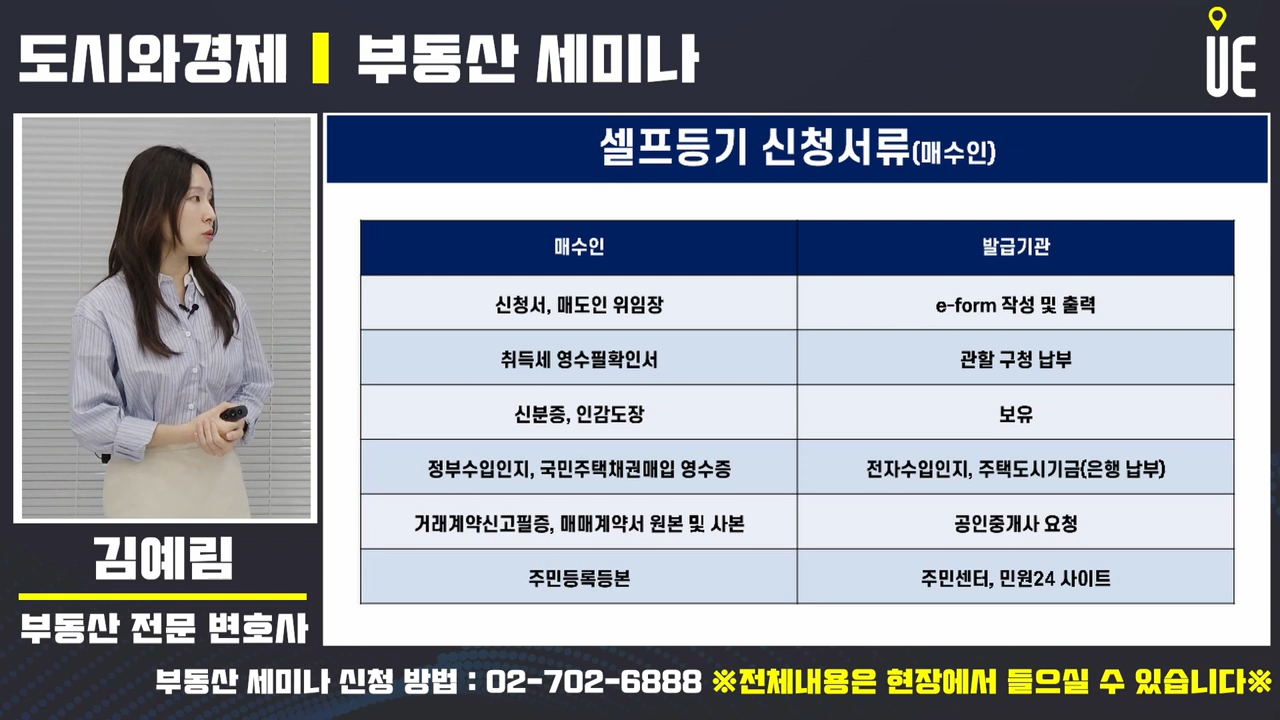 도시와경제 부동산 세미나
UE
셀프등기 신청서류(매수인)
매수인 발급기관
신청서, 매도인 위임장 e-form 작성 및 출력
취득세 영수필확인서 관할 구청 납부
신분증, 인감도장 보유
정부수입인지, 국민주택채권매입 영수증 전자수입인지, 주택도시기금(은행 납부)
거래계약신고필증, 매매계약서 원본 및 사본 공인중개사 요청
주민등록등본 주민센터, 민원24 사이트
김예림
부동산 전문 변호사
부동산 세미나 신청 방법 : 02-702-6888 ※전체내용은 현장에서 들으실 수 있습니다※